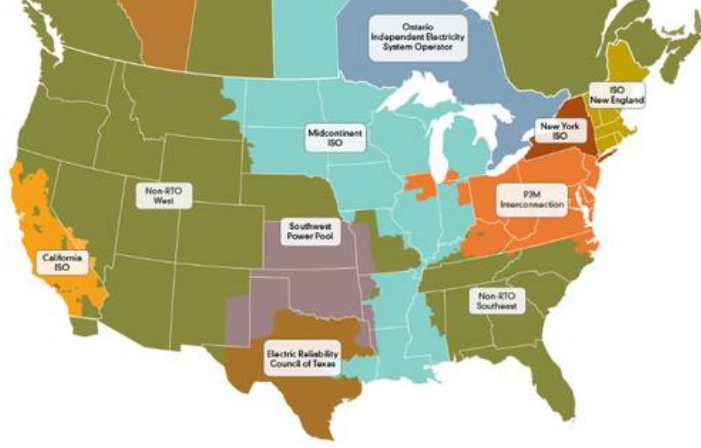 Ontario
Independent Electricity
System Operator
ISO
New England
New York
ISO
Midcontinent
ISO
PJM
Interconnection
Non-RTO
West
Southwest
Power Pool
California
ISO
Non-RTO
Southeast
Electric Reliability
Council of Texas